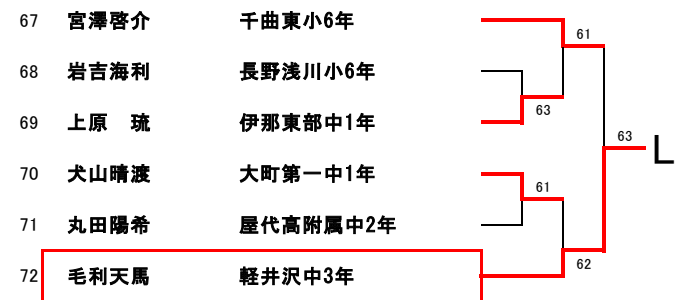 67 宮澤啓介 千曲東小6年
61
68 岩吉海利 長野浅川小6年
63
69 上原 琉 伊那東部中1年
63 L
70 犬山晴渡 大町第一中1年
61
71 丸田陽希 屋代高附属中2年
62
72 毛利天馬 軽井沢中3年